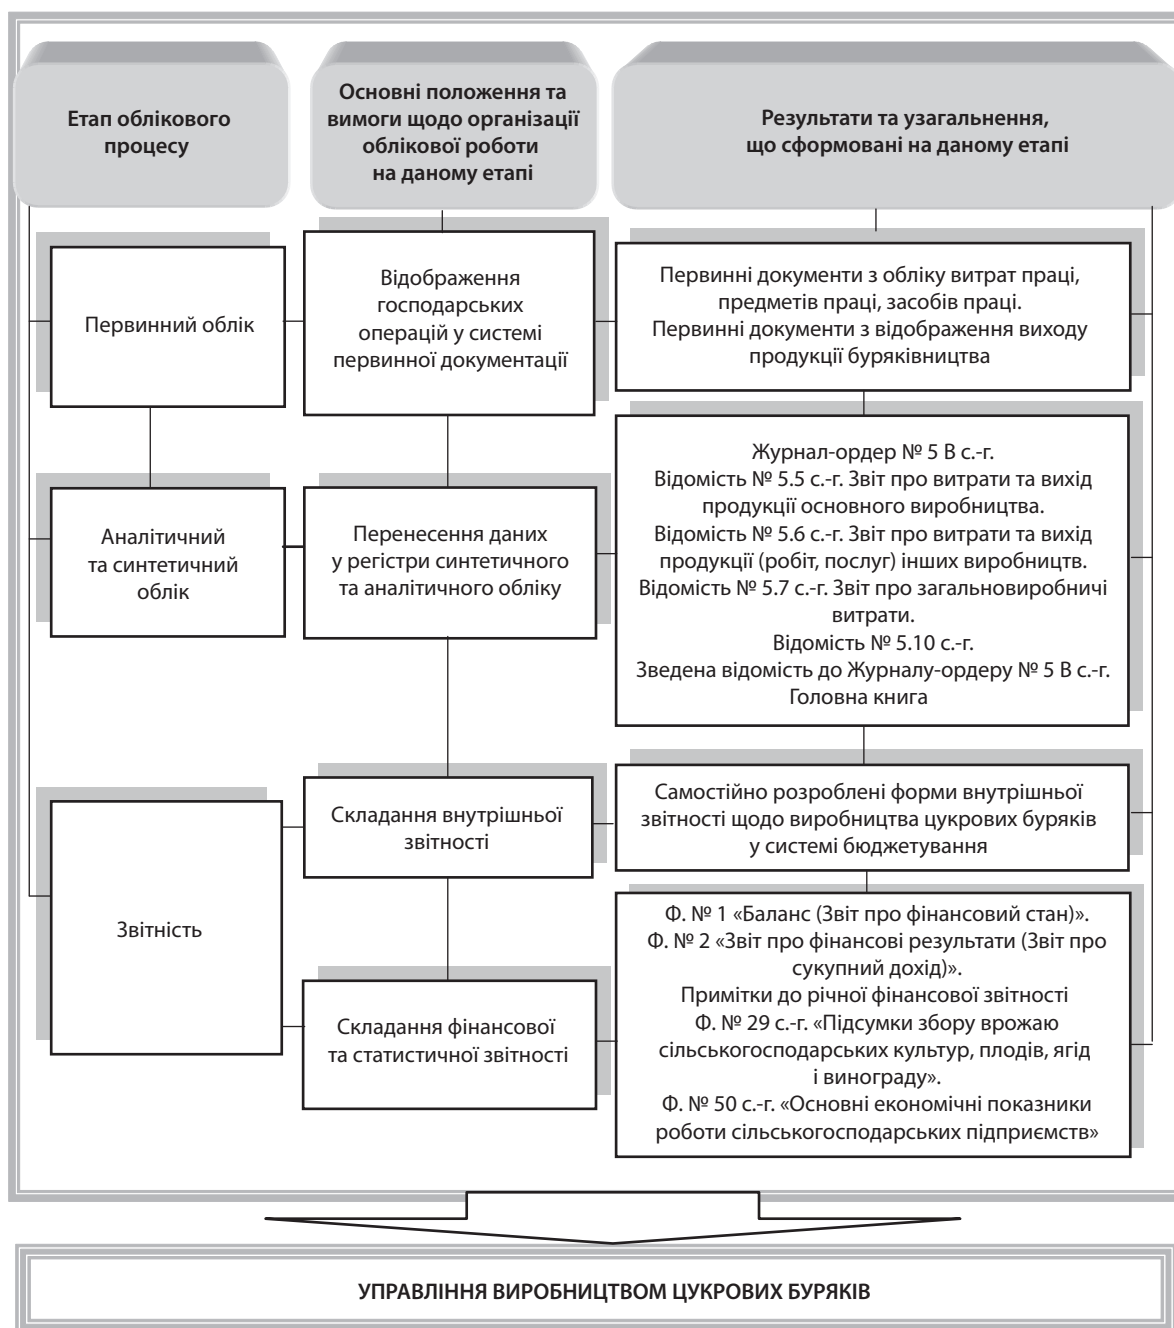 Етап облікового
процесу
Основні положення та
вимоги щодо організації
облікової роботи
на даному етапі
Результати та узагальнення,
що сформовані на даному етапі
Первинний облік
Відображення
господарських
операцій у системі
первинної документації
Первинні документи з обліку витрат праці,
предметів праці, засобів праці.
Первинні документи з відображення виходу
продукції буряківництва
Аналітичний
та синтетичний
облік
Перенесення даних
у регістри синтетичного
та аналітичного обліку
Журнал-ордер № 5 В с.-г.
Відомість № 5.5 с.-г. Звіт про витрати та вихід
продукції основного виробництва.
Відомість № 5.6 с.-г. Звіт про витрати та вихід
продукції (робіт, послуг) інших виробництв.
Відомість № 5.7 с.-г. Звіт про загальновиробничі
витрати.
Відомість № 5.10 с.-г.
Зведена відомість до Журналу-ордеру № 5 В с.-г.
Головна книга
Звітність
Складання внутрішньої
звітності
Самостійно розроблені форми внутрішньої
звітності щодо виробництва цукрових буряків
у системі бюджетування
Складання фінансової
та статистичної звітності
Ф. № 1 «Баланс (Звіт про фінансовий стан)».
Ф. № 2 «Звіт про фінансові результати (Звіт про
сукупний дохід)».
Примітки до річної фінансової звітності
Ф. № 29 с.-г. «Підсумки збору врожаю
сільськогосподарських культур, плодів, ягід
і винограду».
Ф. № 50 с.-г. «Основні економічні показники
роботи сільськогосподарських підприємств»
УПРАВЛІННЯ ВИРОБНИЦТВОМ ЦУКРОВИХ БУРЯКІВ